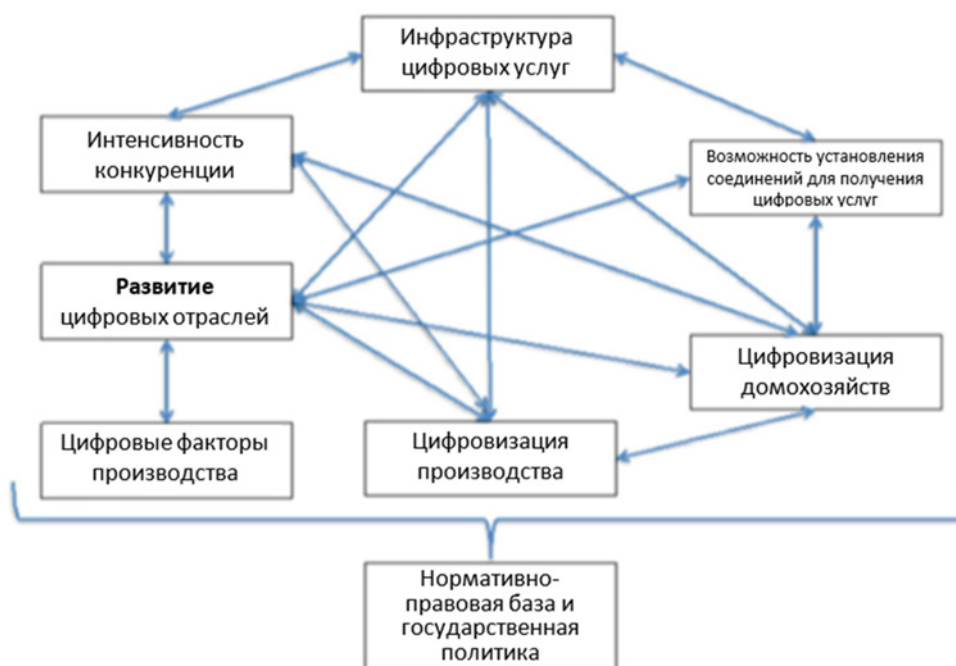 Инфраструктура
цифровых услуг
Интенсивность
конкуренции
Возможность установления
соединений для получения
цифровых услуг
Развитие
цифровых отраслей
Цифровизация
домохозяйств
Цифровые факторы
производства
Цифровизация
производства
Нормативно-
правовая база и
государственная
политика